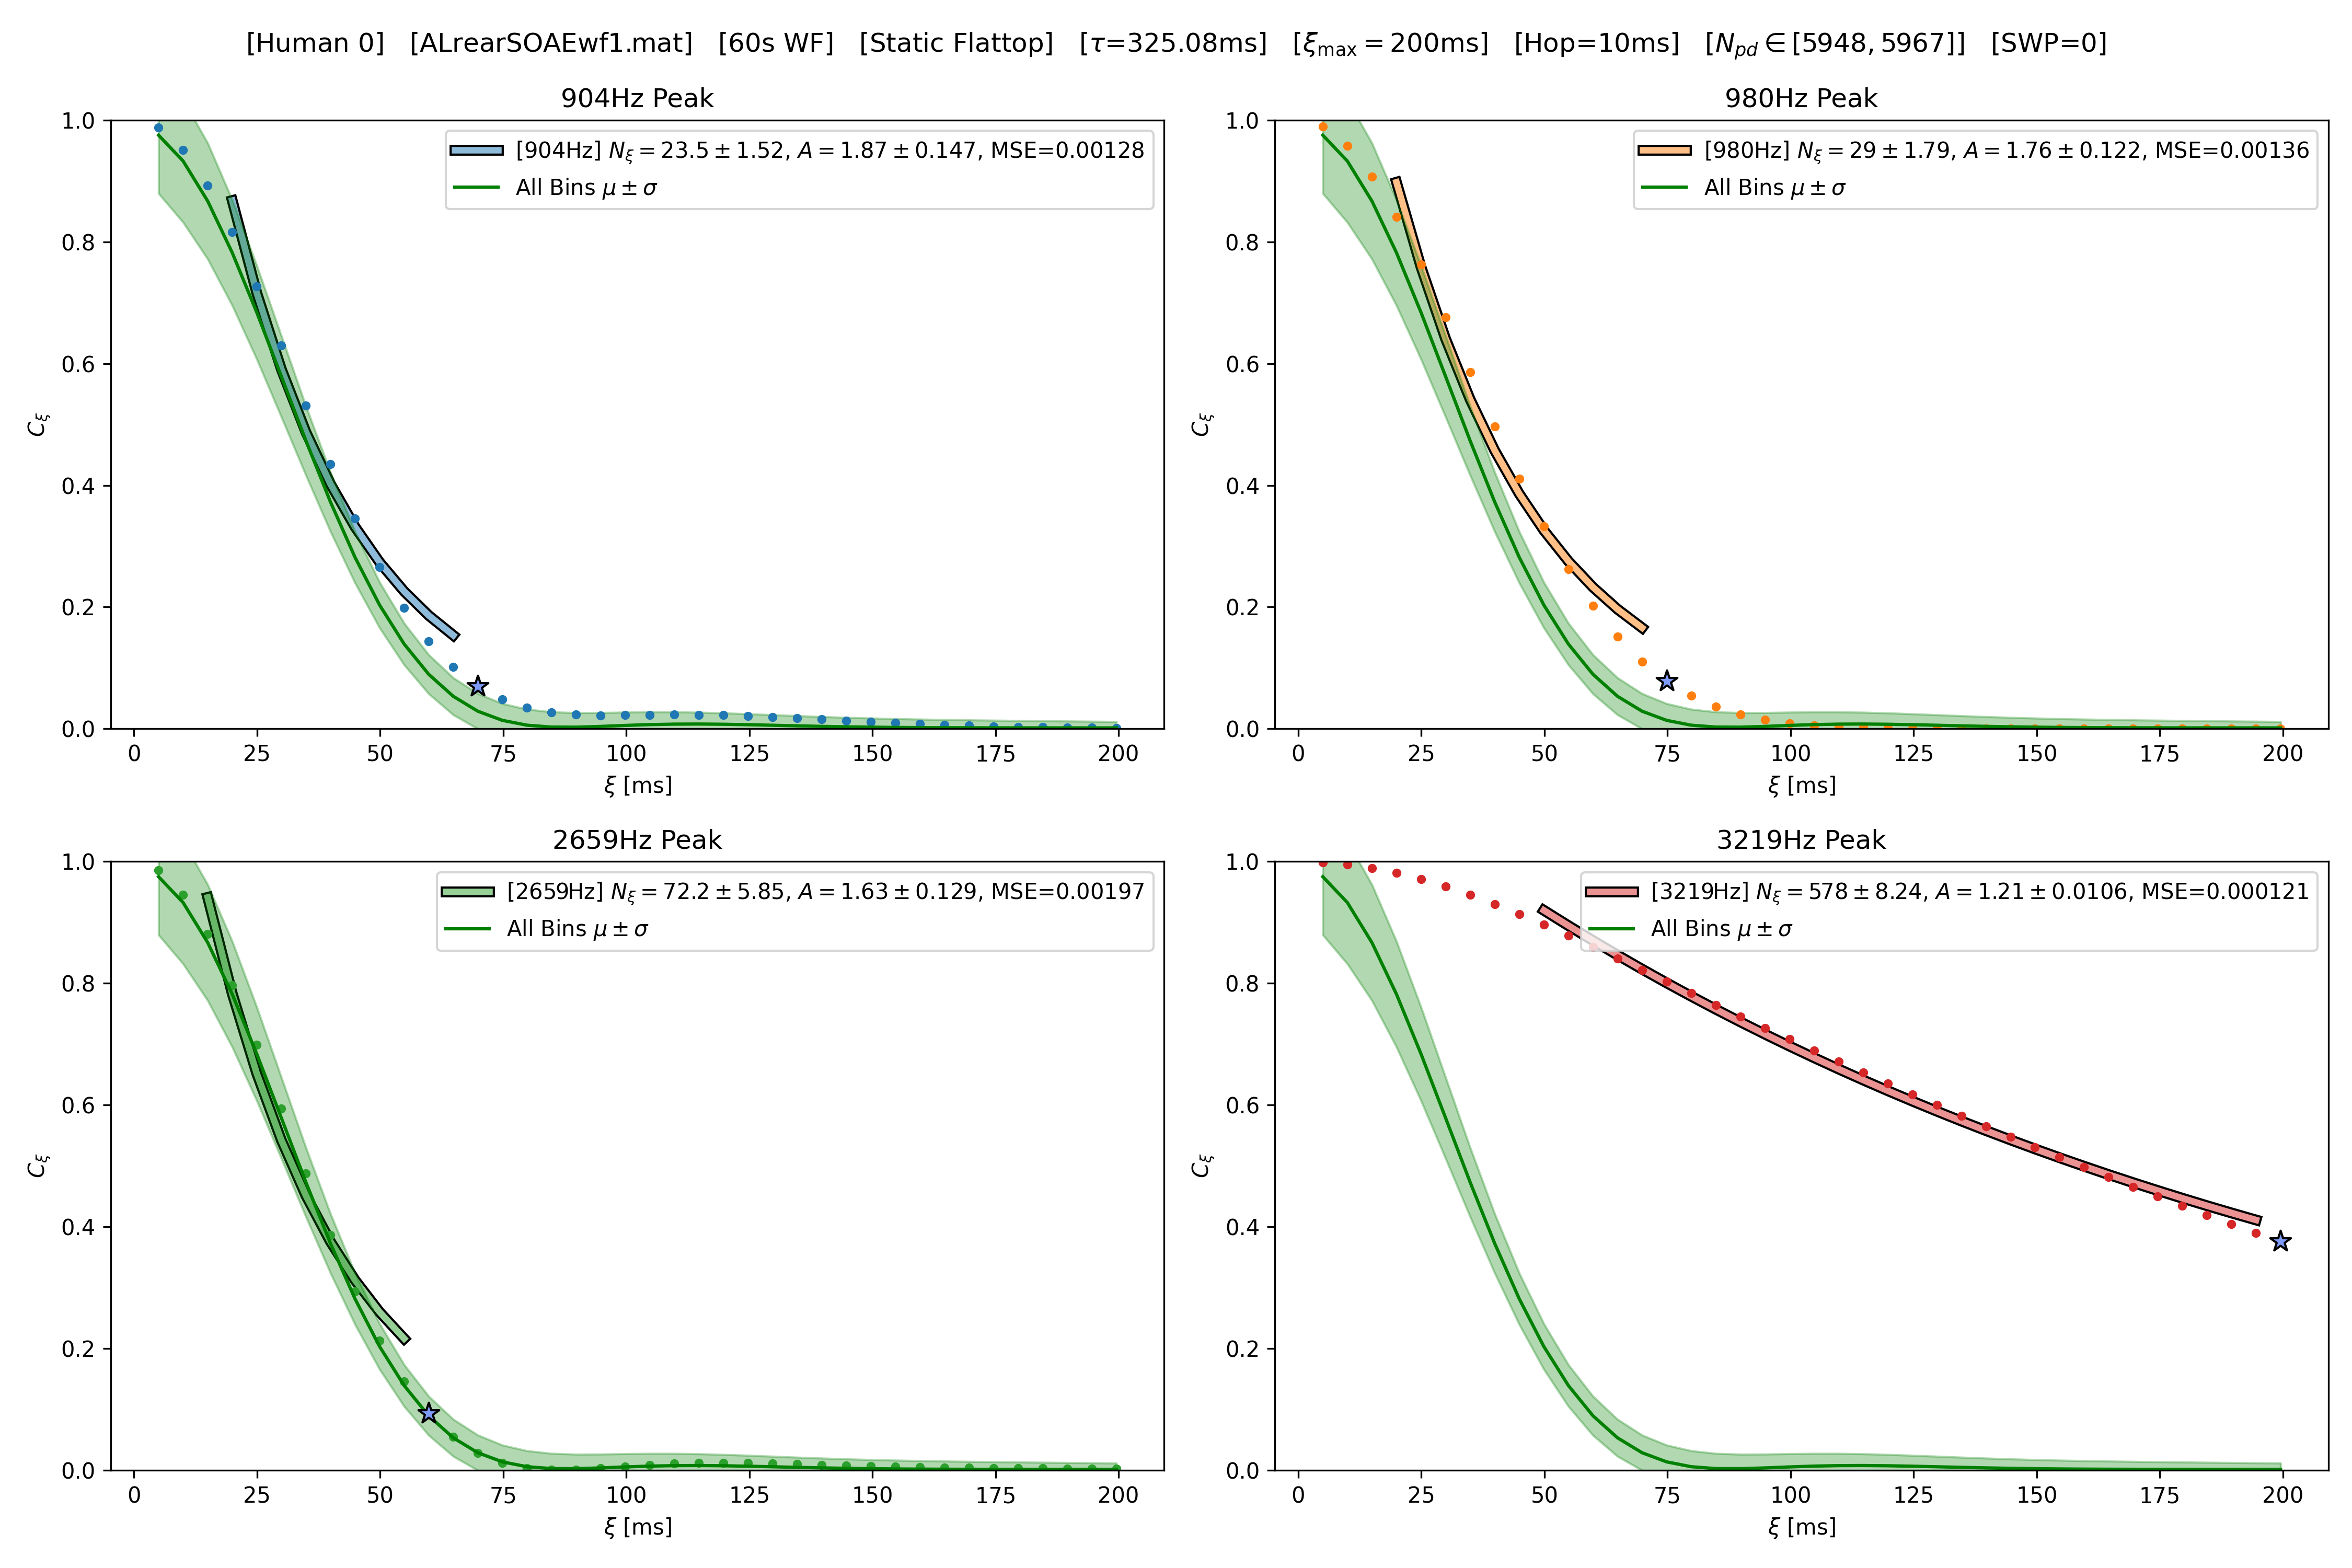 [Human 0] [ALrearSOAEwf1.mat] [60s WF] [Static Flattop] [τ=325.08ms] [ξmax = 200ms] [Hop=10ms] [Npd ∈ [5948, 5967]] [SWP=0]
904Hz Peak
1.0
0.8
0.6
0.4
0.2
0.0
Cξ
[904Hz] Nξ = 23.5 ± 1.52, A = 1.87 ± 0.147, MSE=0.00128
All Bins μ ± σ
0 25 50 75 100 125 150 175 200
ξ [ms]
980Hz Peak
1.0
0.8
0.6
0.4
0.2
0.0
Cξ
[980Hz] Nξ = 29 ± 1.79, A = 1.76 ± 0.122, MSE=0.00136
All Bins μ ± σ
0 25 50 75 100 125 150 175 200
ξ [ms]
2659Hz Peak
1.0
0.8
0.6
0.4
0.2
0.0
Cξ
[2659Hz] Nξ = 72.2 ± 5.85, A = 1.63 ± 0.129, MSE=0.00197
All Bins μ ± σ
0 25 50 75 100 125 150 175 200
ξ [ms]
3219Hz Peak
1.0
0.8
0.6
0.4
0.2
0.0
Cξ
[3219Hz] Nξ = 578 ± 8.24, A = 1.21 ± 0.0106, MSE=0.000121
All Bins μ ± σ
0 25 50 75 100 125 150 175 200
ξ [ms]